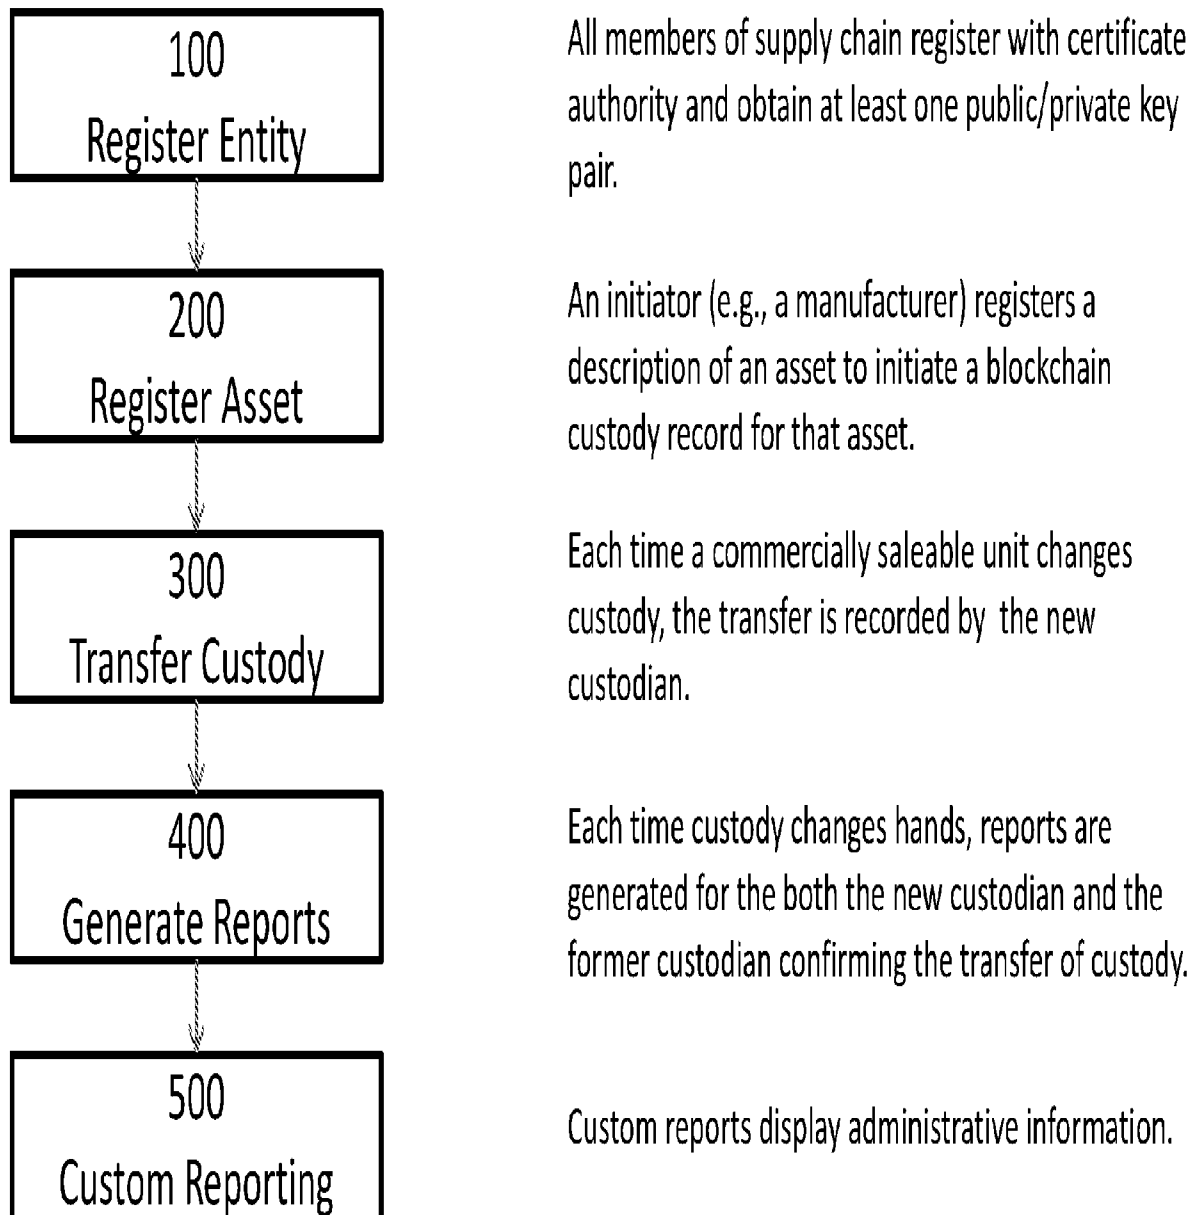 100
Register Entity
All members of supply chain register with certificate
authority and obtain at least one public/private key
pair.
200
Register Asset
An initiator (e.g., a manufacturer) registers a
description of an asset to initiate a blockchain
custody record for that asset.
300
Transfer Custody
Each time a commercially saleable unit changes
custody, the transfer is recorded by  the new
custodian.
400
Generate Reports
Each time custody changes hands, reports are
generated for the both the new custodian and the
former custodian confirming the transfer of custody.
500
Custom Reporting
Custom reports display administrative information.